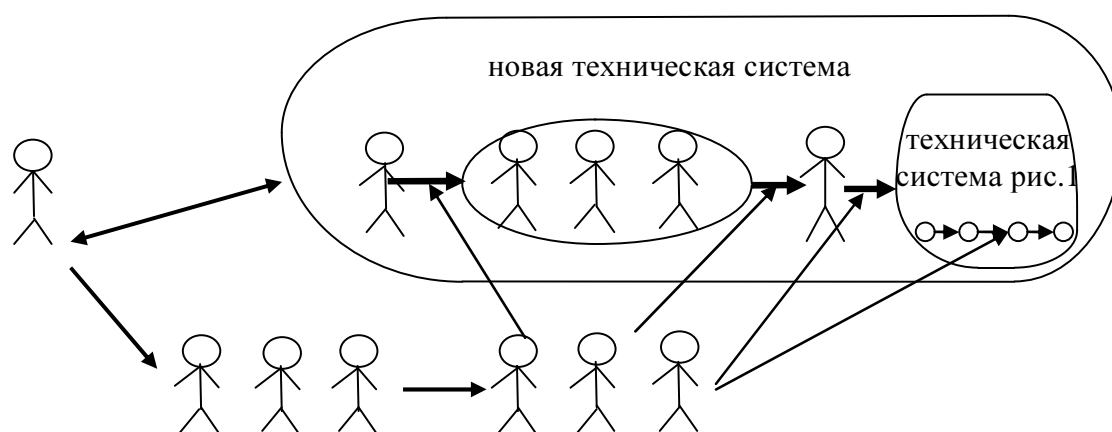 новая техническая система
техническая
система рис.1